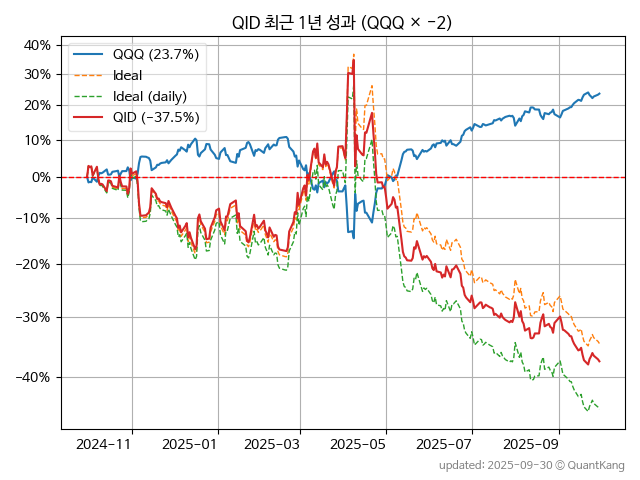 QID 최근 1년 성과 (QQQ × −2)
40%
30%
20%
10%
0%
−10%
−20%
−30%
−40%
QQQ (23.7%)
Ideal
Ideal (daily)
QID (−37.5%)
2024−11
2025−01
2025−03
2025−05
2025−07
2025−09
updated: 2025-09-30 © QuantKang